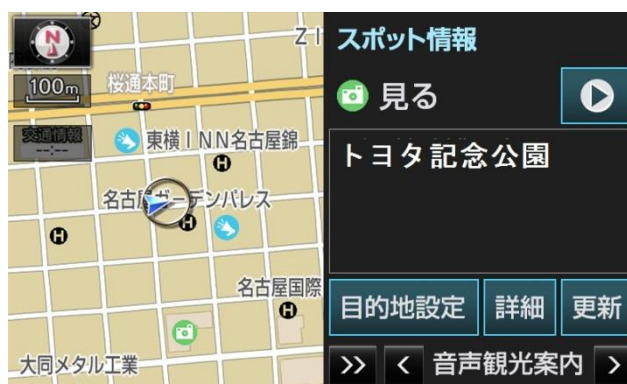 N
100m
交通情報
--:--
桜通本町
東横INN名古屋錦
H
名古屋ガーデンパレス
H
H
名古屋国際
H
大同メタル工業
スポット情報
見る
トヨタ記念公園
目的地設定
詳細
更新
>>
<
音声観光案内
>